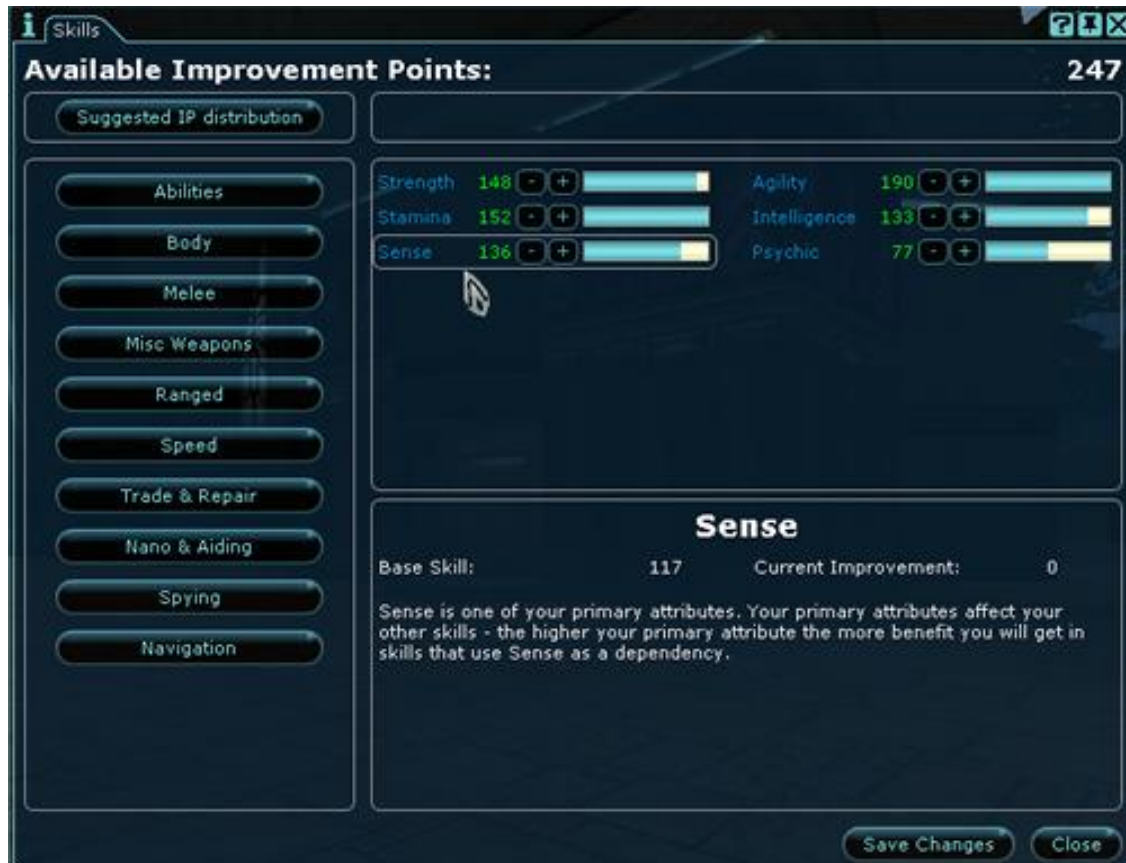 i Skills
Available Improvement Points: 247
Suggested IP distribution
Abilities
Body
Melee
Misc Weapons
Ranged
Speed
Trade & Repair
Nano & Aiding
Spying
Navigation
Strength 148 - + Agility 190 - +
Stamina 152 - + Intelligence 133 - +
Sense 136 - + Psychic 77 - +
Sense
Base Skill: 117 Current Improvement: 0
Sense is one of your primary attributes. Your primary attributes affect your
other skills - the higher your primary attribute the more benefit you will get in
skills that use Sense as a dependency.
Save Changes Close